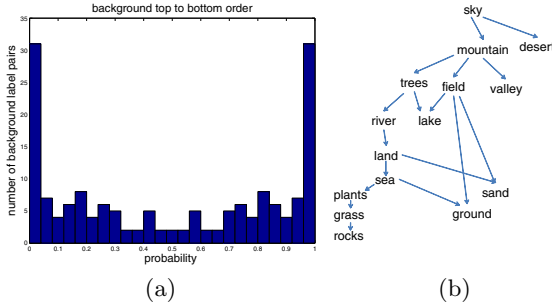 background top to bottom order
number of background label pairs
35
30
25
20
15
10
5
0
0 0.1 0.2 0.3 0.4 0.5 0.6 0.7 0.8 0.9 1
probability
(a)
sky
desert
mountain
trees field valley
river lake
land
sea
plants sand
grass ground
rocks
(b)